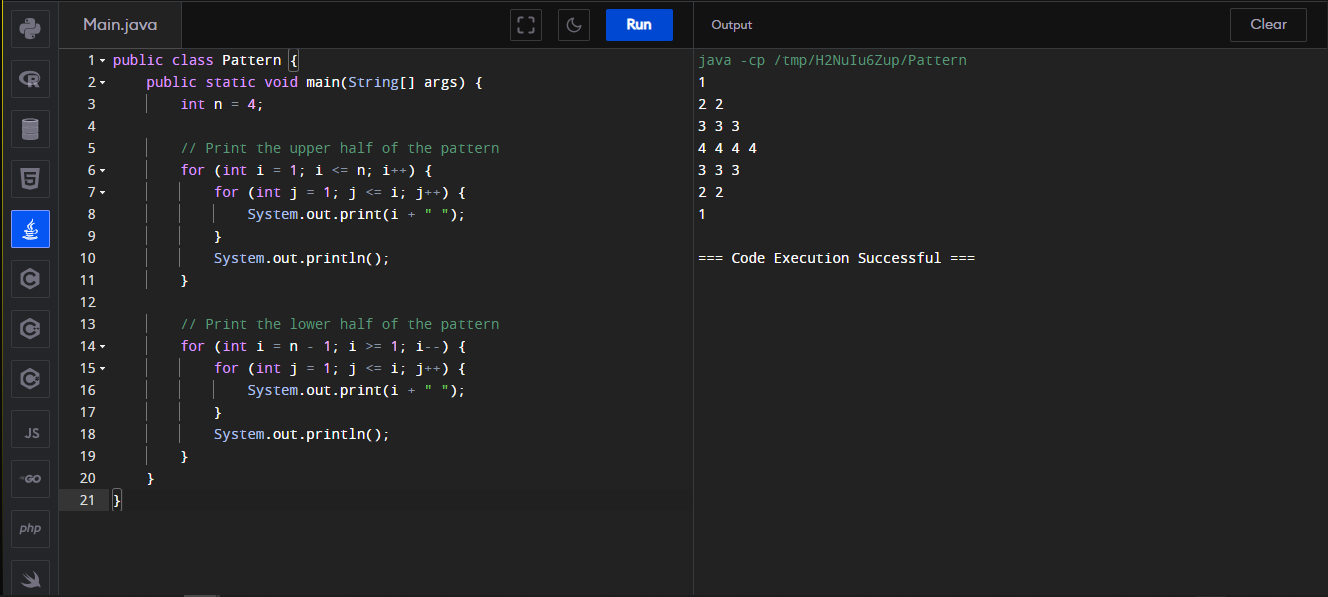 Main.java
Run
Output
Clear
1 public class Pattern {
2     public static void main(String[] args) {
3         int n = 4;
4
5         // Print the upper half of the pattern
6         for (int i = 1; i <= n; i++) {
7             for (int j = 1; j <= i; j++) {
8                 System.out.print(i + " ");
9             }
10             System.out.println();
11         }
12
13         // Print the lower half of the pattern
14         for (int i = n - 1; i >= 1; i--) {
15             for (int j = 1; j <= i; j++) {
16                 System.out.print(i + " ");
17             }
18             System.out.println();
19         }
20     }
21 }
java -cp /tmp/H2NuIu6Zup/Pattern
1
2 2
3 3 3
4 4 4 4
3 3 3
2 2
1
=== Code Execution Successful ===
R
5
C
C
C
JS
GO
php